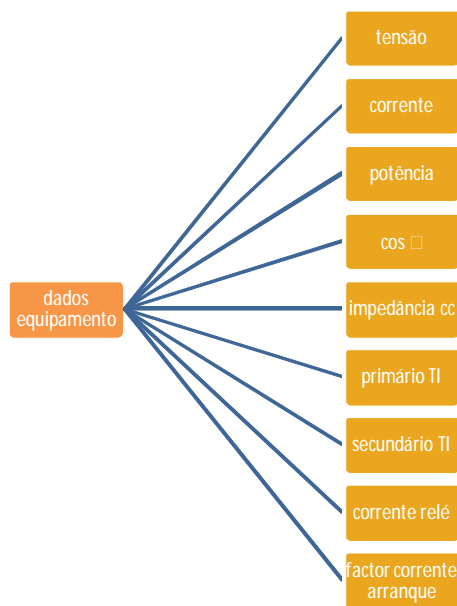 tensão
corrente
potência
cos □
dados
equipamento
impedância cc
primário TI
secundário TI
corrente relé
factor corrente
arranque